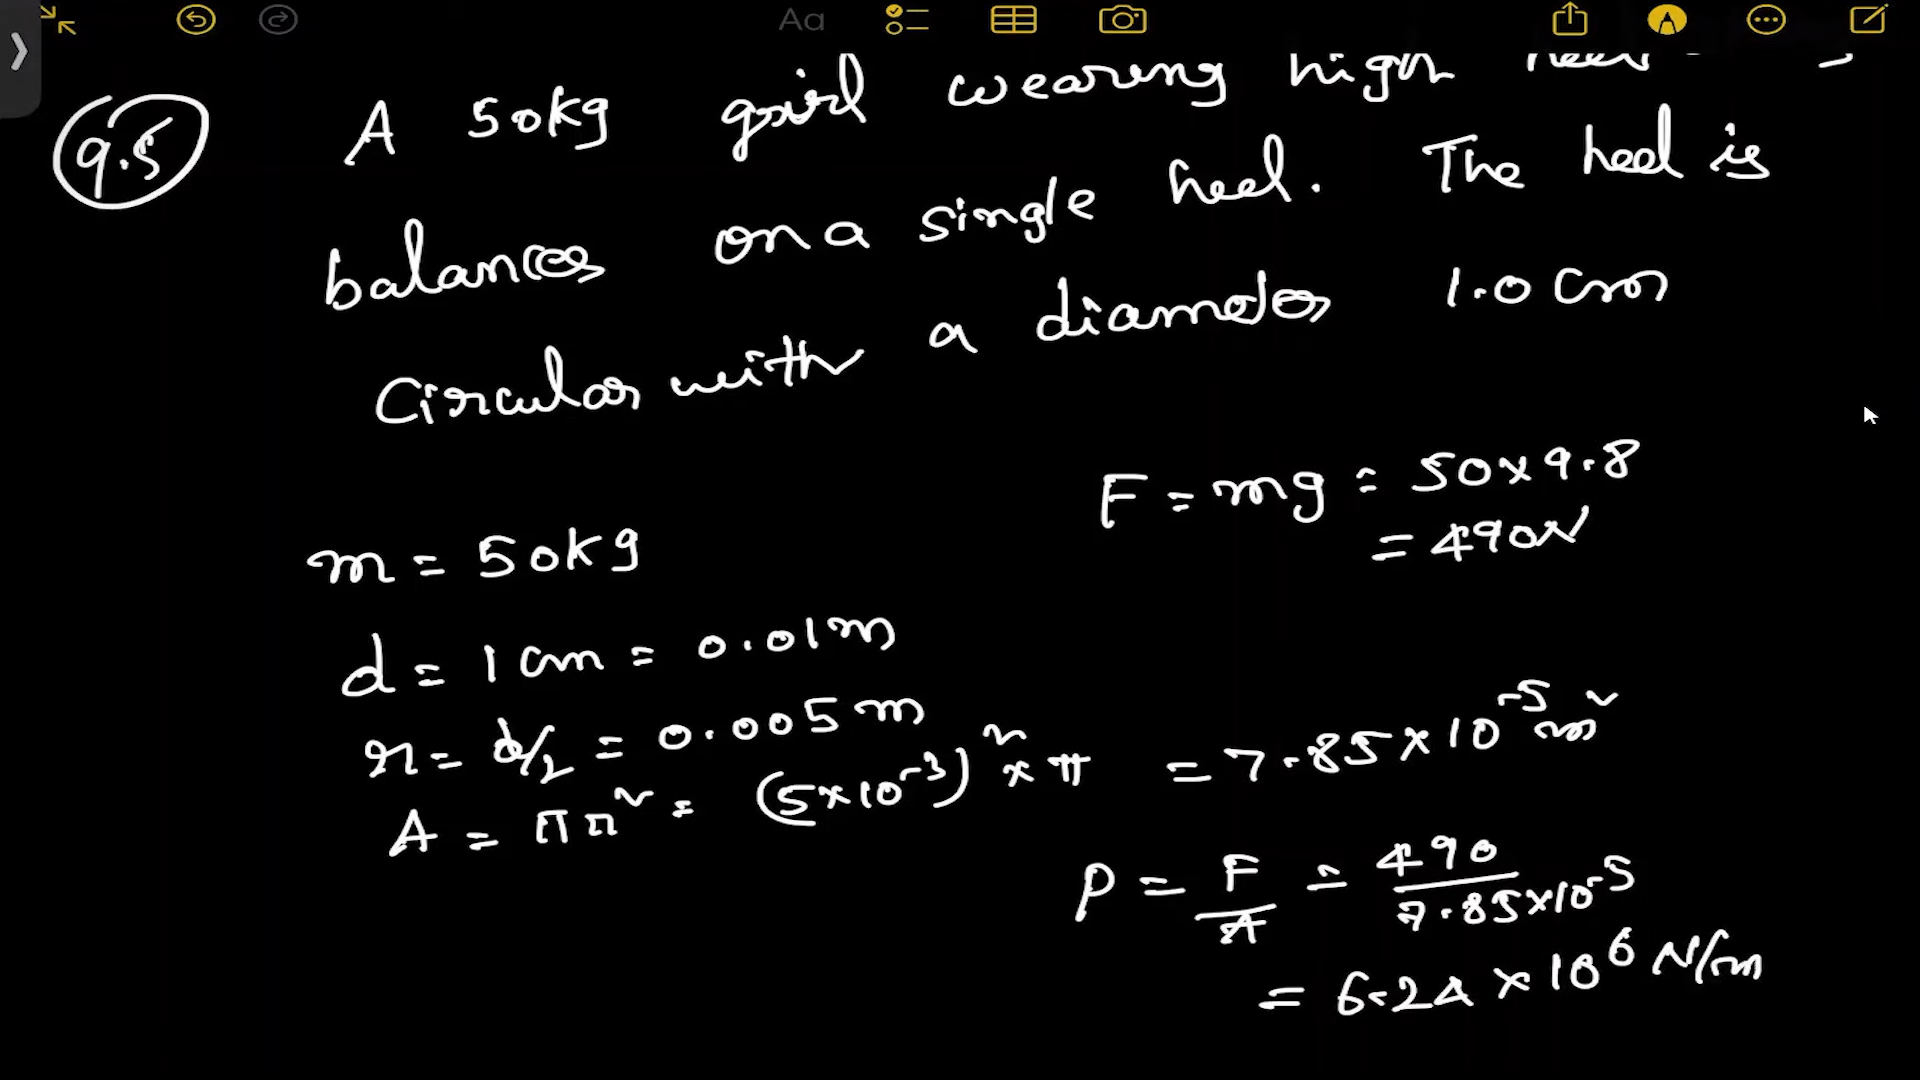 Aa
9.5 A 50kg girl wearing high heel
balances on a single heel. The heel is
Circular with a diameter 1.0 cm
F = mg = 50×9.8
= 490N
m = 50kg
d = 1 cm = 0.01m
r = d/2 = 0.005 m
A = πr² = (5×10⁻³)² × π = 7.85×10⁻⁵ m²
P = F/A = 490/7.85×10⁻⁵
= 6.24 × 10⁶ N/m